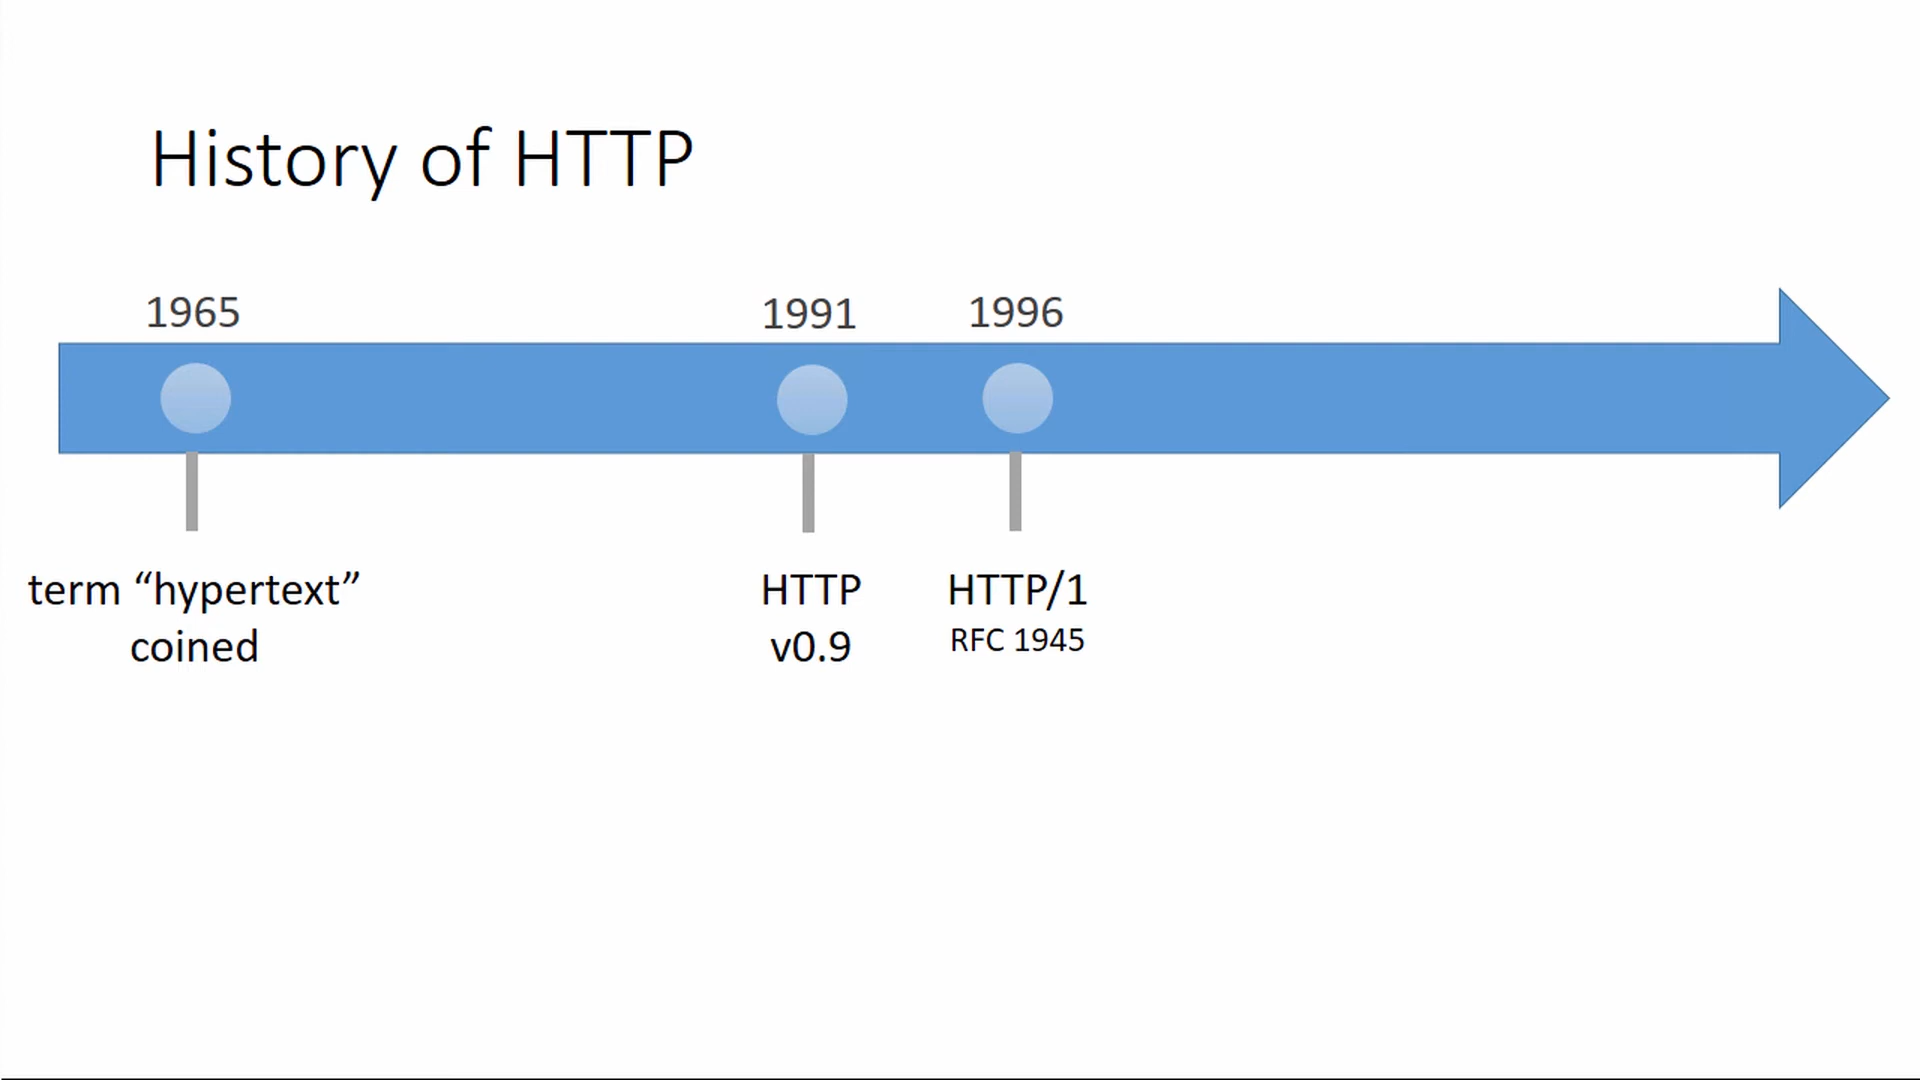 History of HTTP
1965
1991
1996
term “hypertext”
coined
HTTP
v0.9
HTTP/1
RFC 1945